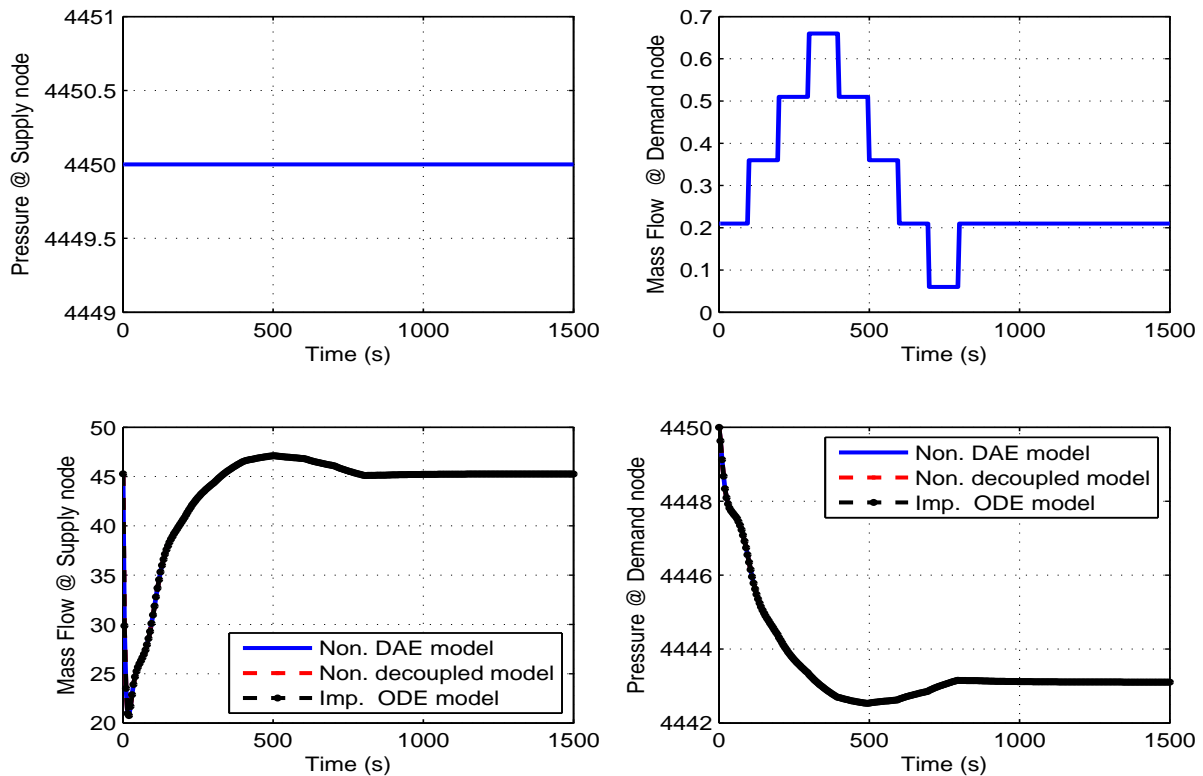 4451
4450.5
4450
4449.5
4449
0 500 1000 1500
Time (s)
Pressure @ Supply node
0.7
0.6
0.5
0.4
0.3
0.2
0.1
0
0 500 1000 1500
Time (s)
Mass Flow @ Demand node
50
45
40
35
30
25
20
0 500 1000 1500
Time (s)
Mass Flow @ Supply node
Non. DAE model
Non. decoupled model
Imp. ODE model
4450
4448
4446
4444
4442
0 500 1000 1500
Time (s)
Pressure @ Demand node
Non. DAE model
Non. decoupled model
Imp. ODE model